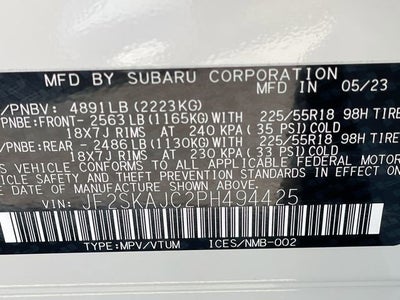 MFD BY SUBARU CORPORATION MFD IN 05/23
/PNBV: 4891LB (2223KG)
/PNBE:FRONT- 2563LB (1165KG)WITH 225/55R18 98H TIRE
18X7J RIMS AT 240 KPA( 35 PSI) COLD
/PNBE:REAR- 2486LB (1130KG)WITH 225/55R18 98H TIRE
18X7J RIMS AT 230 KPA( 33 PSI) COLD
S VEHICLE CONFORMS TO ALL APPLICABLE FEDERAL MOTOR
ICLE SAFETY AND THEFT PREVENTION STANDARDS IN EFFECT
THE DATE OF MANUFACTURE SHOWN ABOVE.
VIN: JF2SKAJC2PH494425
TYPE:MPV/VTUM ICES/NMB-002